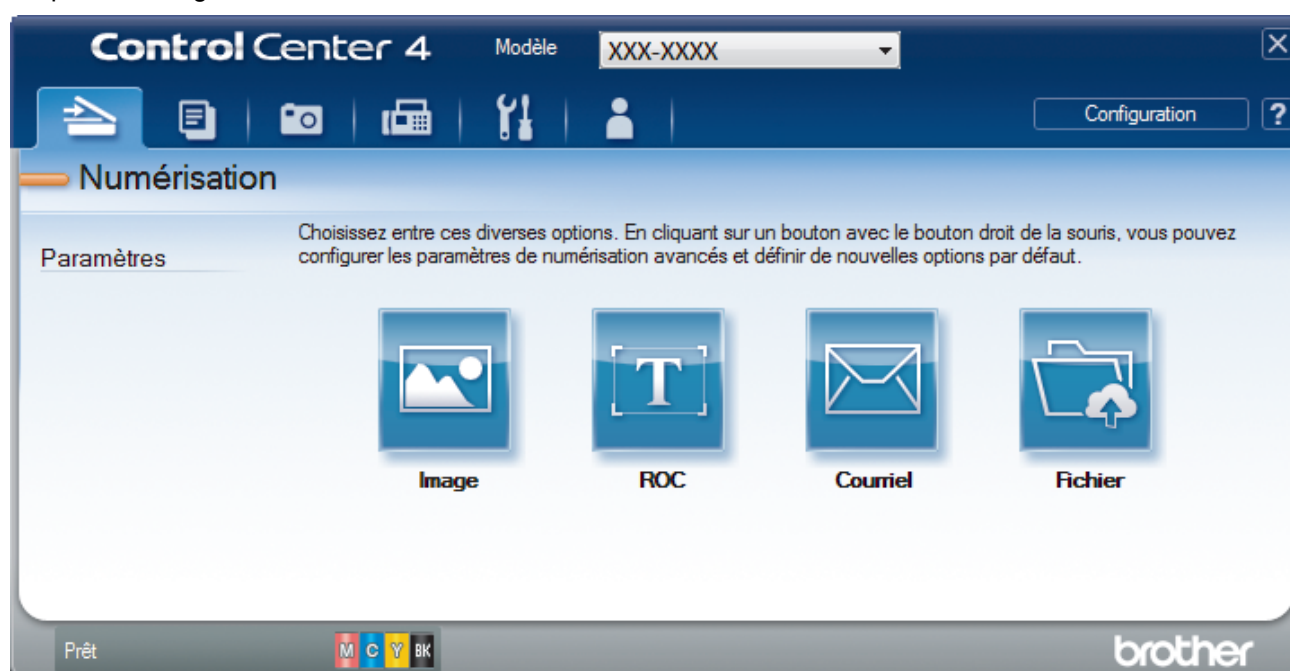 Control Center 4
Modèle
XXX-XXXX
Configuration
?
Numérisation
Paramètres
Choisissez entre ces diverses options. En cliquant sur un bouton avec le bouton droit de la souris, vous pouvez
configurer les paramètres de numérisation avancés et définir de nouvelles options par défaut.
T
Image
ROC
Courriel
Fichier
Prêt
M C Y BK
brother